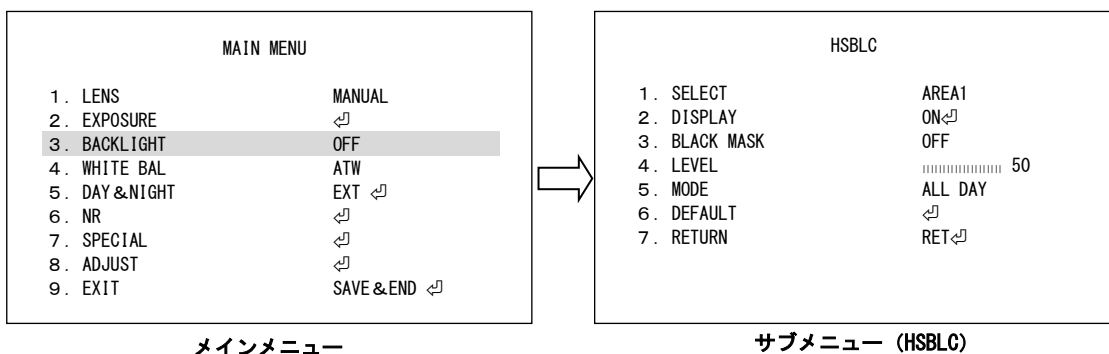 MAIN MENU
1. LENS MANUAL
2. EXPOSURE ⏎
3. BACKLIGHT OFF
4. WHITE BAL ATW
5. DAY&NIGHT EXT ⏎
6. NR ⏎
7. SPECIAL ⏎
8. ADJUST ⏎
9. EXIT SAVE&END ⏎
メインメニュー
HSBLC
1. SELECT AREA1
2. DISPLAY ON⏎
3. BLACK MASK OFF
4. LEVEL 50
5. MODE ALL DAY
6. DEFAULT ⏎
7. RETURN RET⏎
サブメニュー (HSBLC)